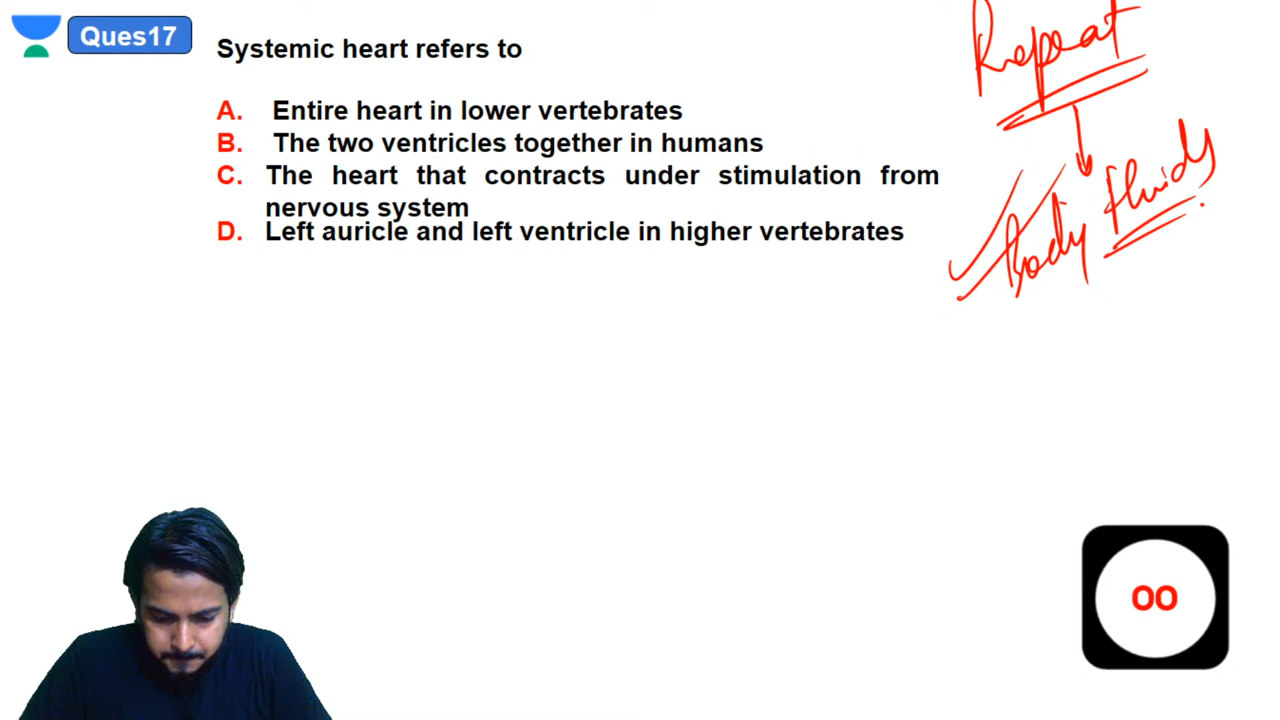 Ques17
Systemic heart refers to
A. Entire heart in lower vertebrates
B. The two ventricles together in humans
C. The heart that contracts under stimulation from
nervous system
D. Left auricle and left ventricle in higher vertebrates
Repeat
Body fluids
00